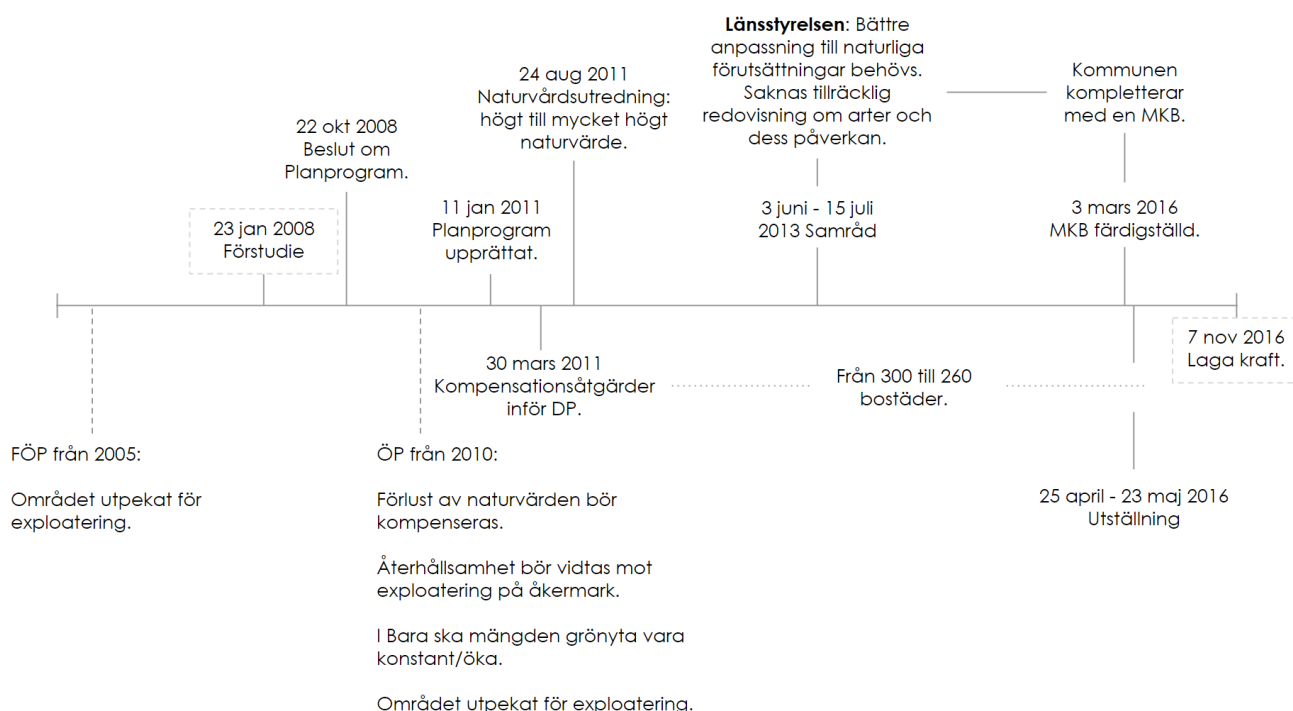 Länsstyrelsen: Bättre
anpassning till naturliga
förutsättningar behövs.
Saknas tillräcklig
redovisning om arter och
dess påverkan.
Kommunen
kompletterar
med en MKB.
24 aug 2011
Naturvårdsutredning:
högt till mycket högt
naturvärde.
22 okt 2008
Beslut om
Planprogram.
23 jan 2008
Förstudie
11 jan 2011
Planprogram
upprättat.
3 juni - 15 juli
2013 Samråd
3 mars 2016
MKB färdigställd.
7 nov 2016
Laga kraft.
30 mars 2011
Kompensationsåtgärder
inför DP.
Från 300 till 260
bostäder.
FÖP från 2005:
Området utpekat för
exploatering.
ÖP från 2010:
Förlust av naturvärden bör
kompenseras.
Återhållsamhet bör vidtas mot
exploatering på åkermark.
I Bara ska mängden grönyta vara
konstant/öka.
Området utpekat för exploatering.
25 april - 23 maj 2016
Utställning